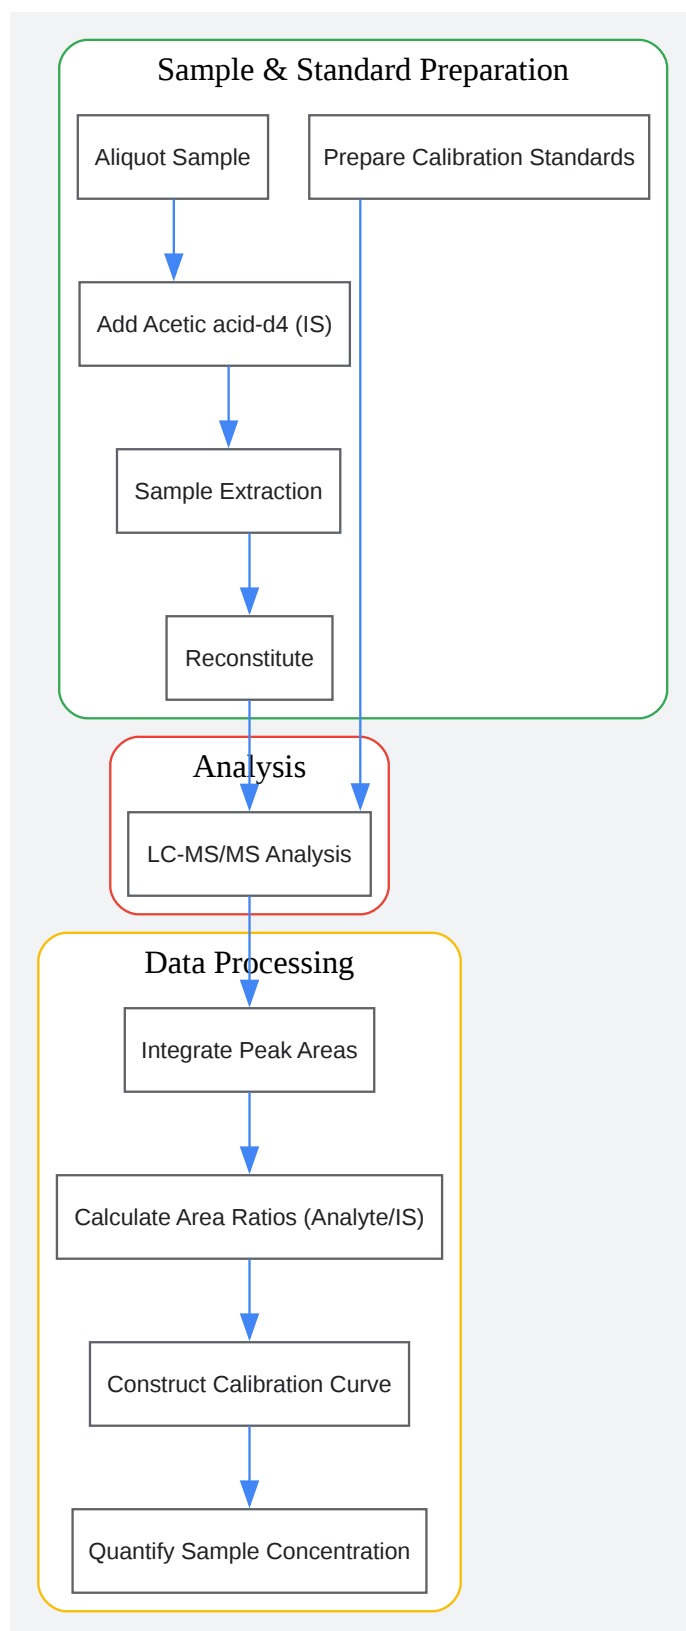 Sample & Standard Preparation
Aliquot Sample
Prepare Calibration Standards
Add Acetic acid-d4 (IS)
Sample Extraction
Reconstitute
Analysis
LC-MS/MS Analysis
Data Processing
Integrate Peak Areas
Calculate Area Ratios (Analyte/IS)
Construct Calibration Curve
Quantify Sample Concentration